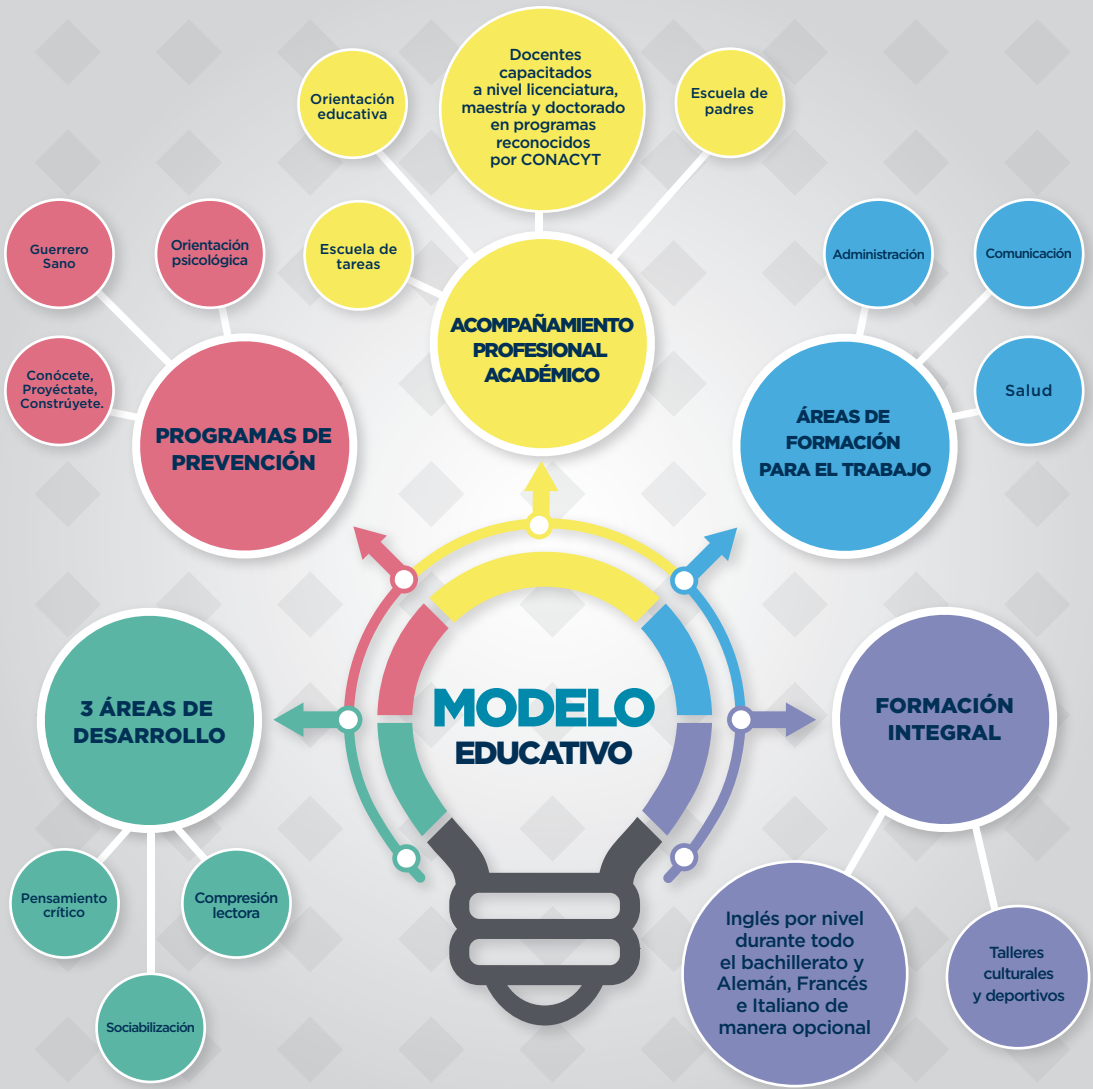 Docentes
capacitados
a nivel licenciatura,
maestría y doctorado
en programas
reconocidos
por CONACYT
Orientación
educativa
Escuela de
padres
Escuela de
tareas
ACOMPAÑAMIENTO
PROFESIONAL
ACADÉMICO
Guerrero
Sano
Orientación
psicológica
Conócete,
Proyéctate,
Constrúyete.
PROGRAMAS DE
PREVENCIÓN
Administración
Comunicación
Salud
ÁREAS DE
FORMACIÓN
PARA EL TRABAJO
3 ÁREAS DE
DESARROLLO
Pensamiento
crítico
Compresión
lectora
Sociabilización
MODELO
EDUCATIVO
FORMACIÓN
INTEGRAL
Inglés por nivel
durante todo
el bachillerato y
Alemán, Francés
e Italiano de
manera opcional
Talleres
culturales
y deportivos